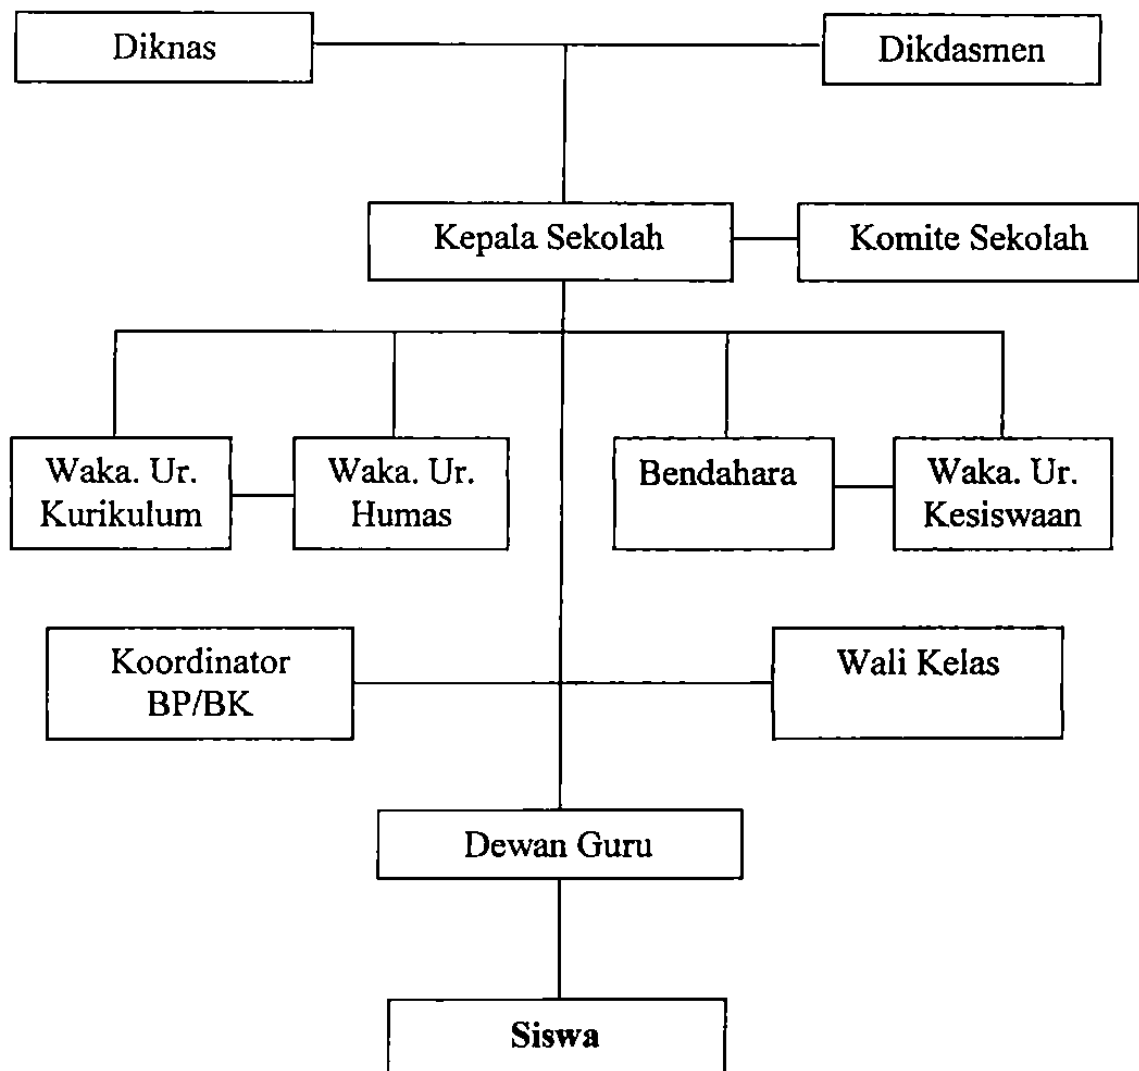 Diknas
Dikdasmen
Kepala Sekolah
Komite Sekolah
Waka. Ur.
Kurikulum
Waka. Ur.
Humas
Bendahara
Waka. Ur.
Kesiswaan
Koordinator
BP/BK
Wali Kelas
Dewan Guru
Siswa